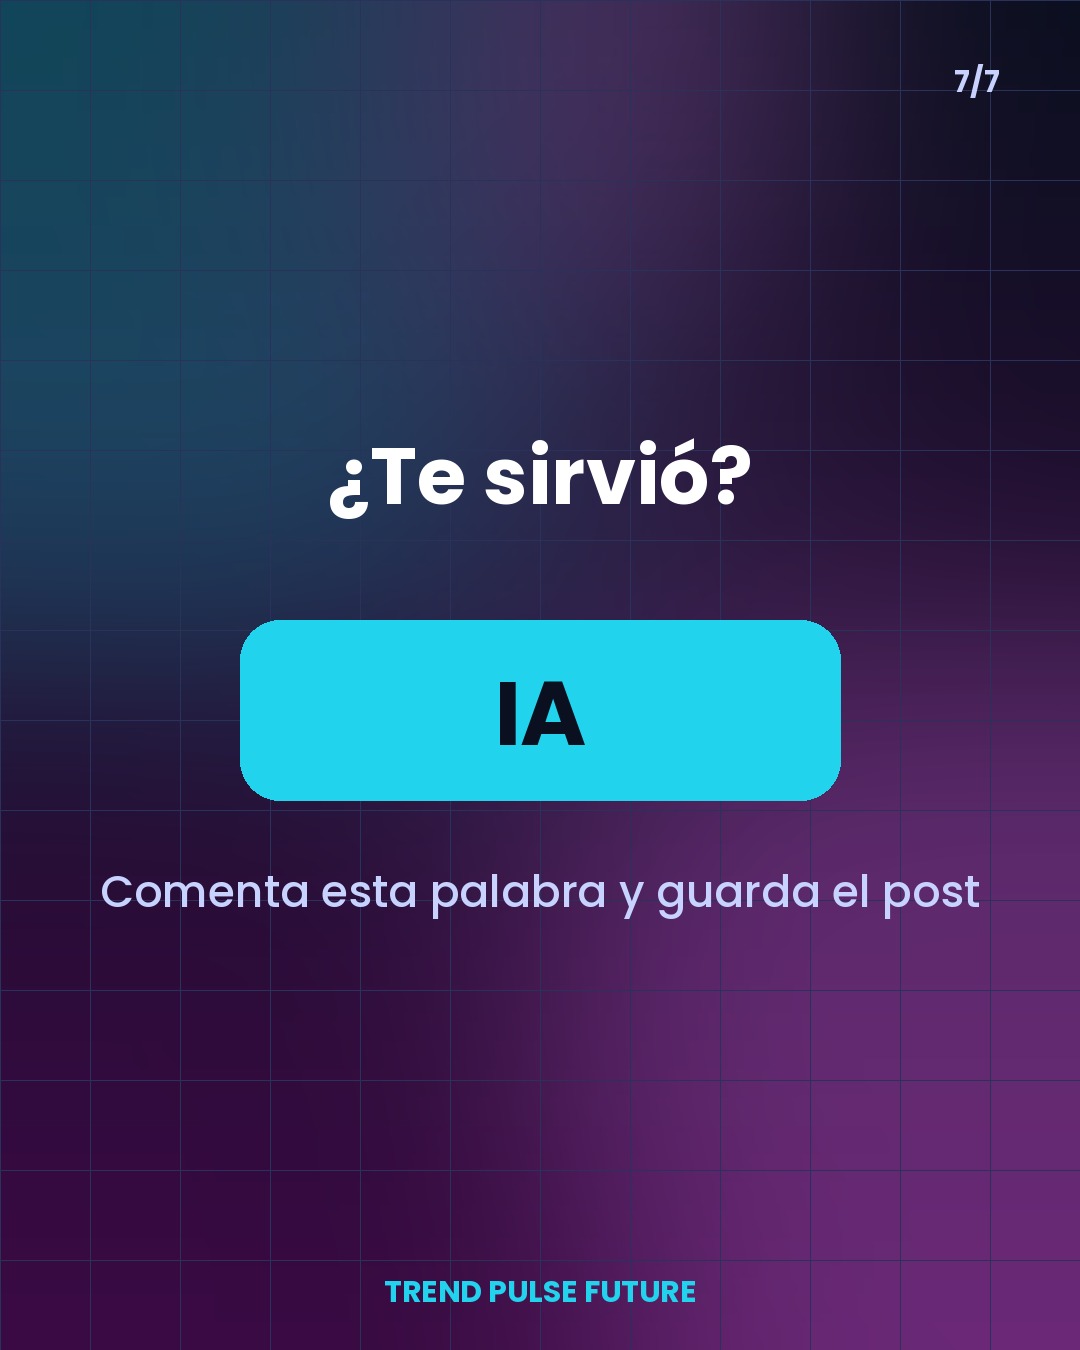 7/7
¿Te sirvió?
IA
Comenta esta palabra y guarda el post
TREND PULSE FUTURE